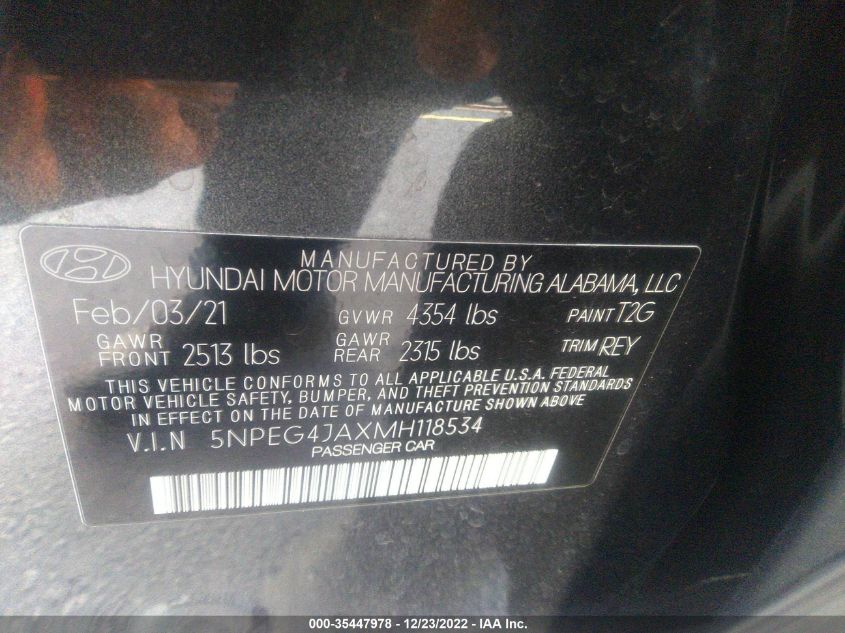 MANUFACTURED BY
HYUNDAI MOTOR MANUFACTURING ALABAMA, LLC
Feb/03/21 GVWR 4354 lbs PAINT T2G
GAWR FRONT 2513 lbs GAWR REAR 2315 lbs TRIM REY
THIS VEHICLE CONFORMS TO ALL APPLICABLE U.S.A. FEDERAL
MOTOR VEHICLE SAFETY, BUMPER, AND THEFT PREVENTION STANDARDS
IN EFFECT ON THE DATE OF MANUFACTURE SHOWN ABOVE
V.I.N 5NPEG4JAXMH118534
PASSENGER CAR
000-35447978 - 12/23/2022 - IAA Inc.